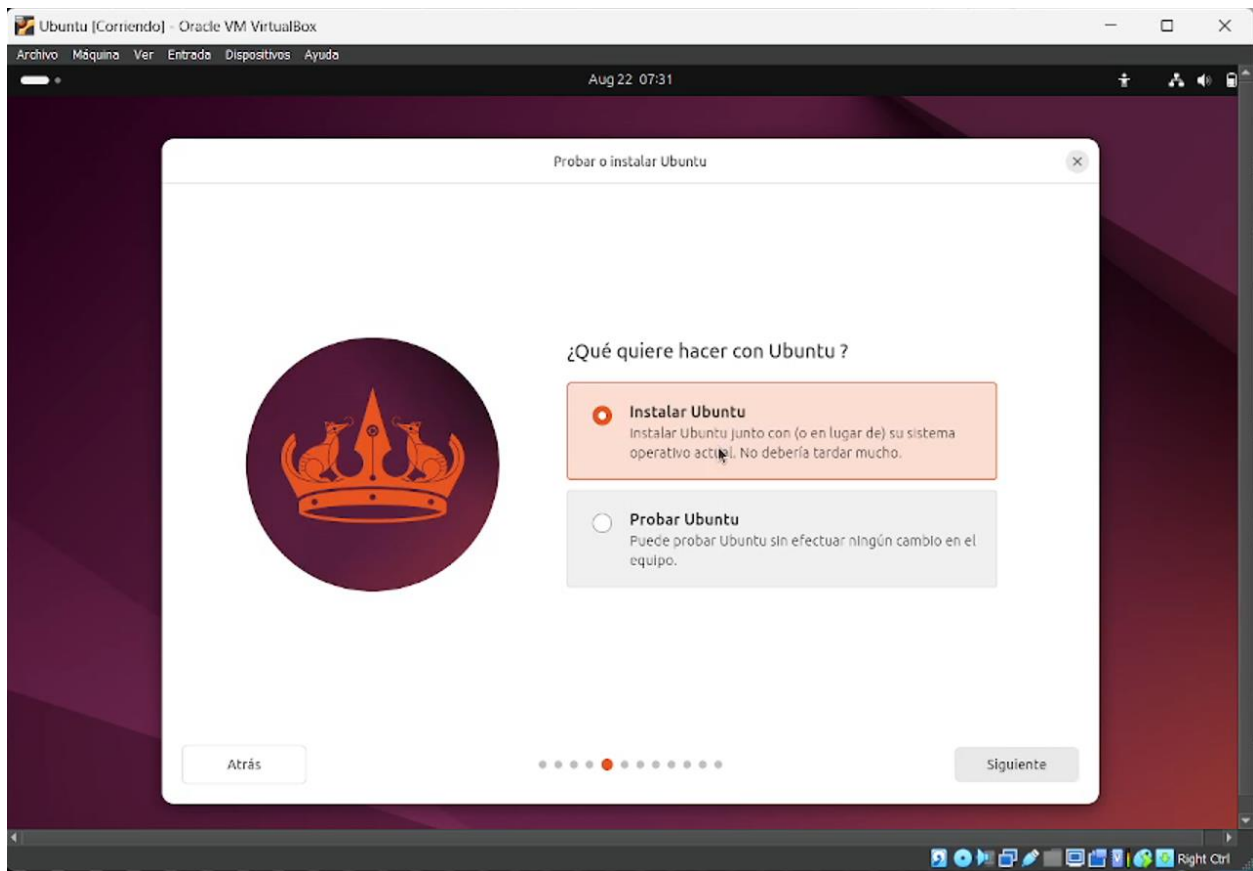 Ubuntu [Corriendo] - Oracle VM VirtualBox
Archivo Máquina Ver Entrada Dispositivos Ayuda
Aug 22 07:31
Probar o instalar Ubuntu
¿Qué quiere hacer con Ubuntu ?
Instalar Ubuntu
Instalar Ubuntu junto con (o en lugar de) su sistema
operativo actual. No debería tardar mucho.
Probar Ubuntu
Puede probar Ubuntu sin efectuar ningún cambio en el
equipo.
Atrás
Siguiente
Right Ctrl